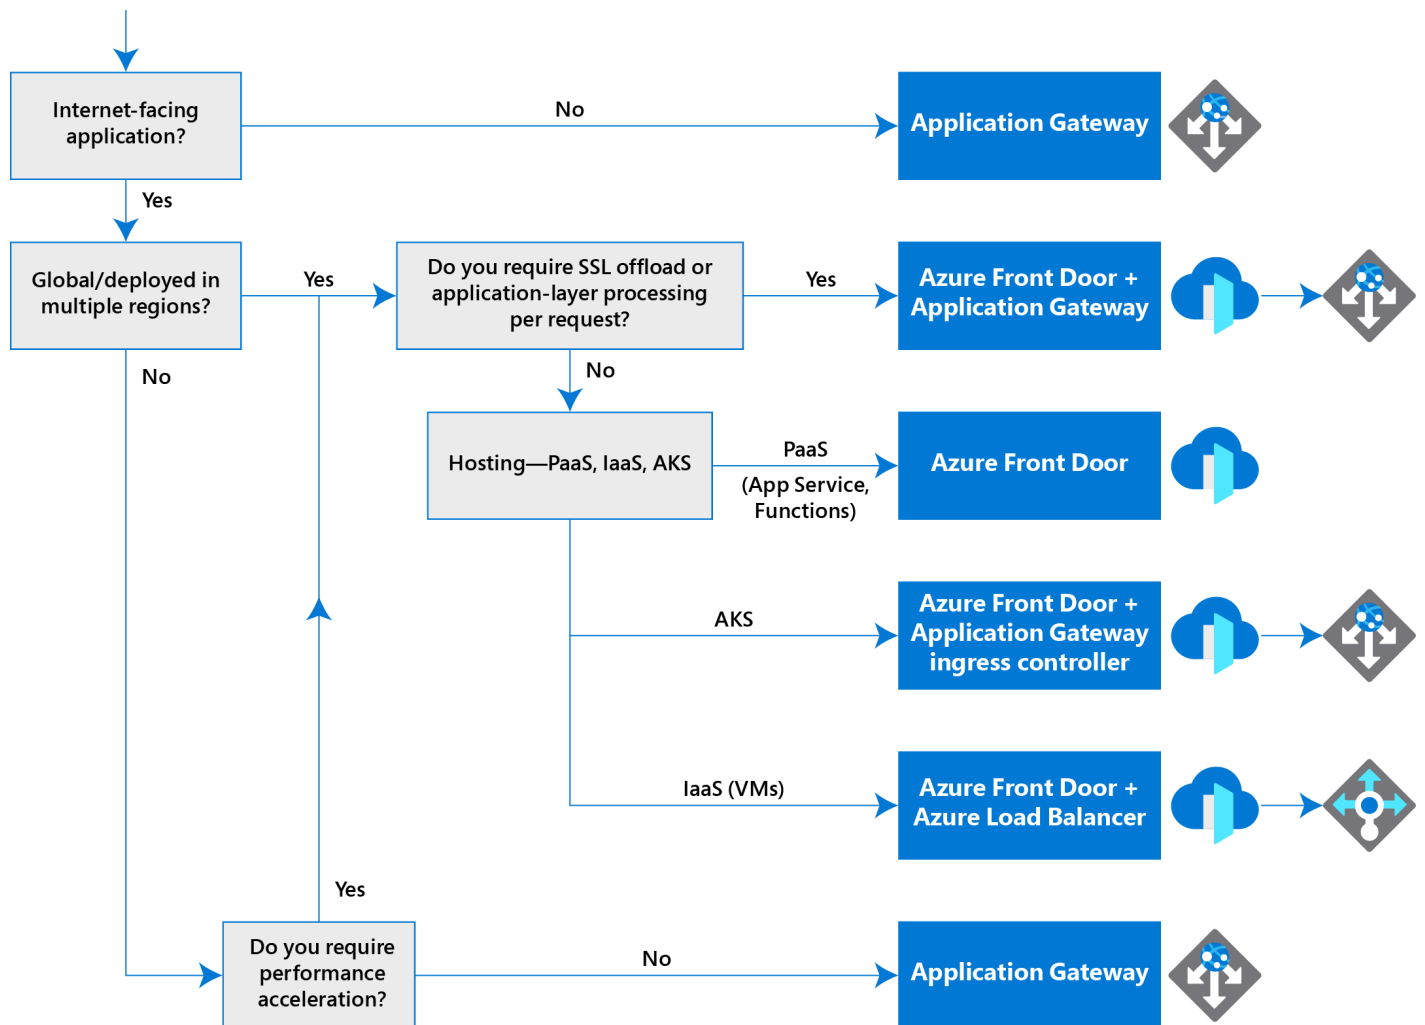 Internet-facing
application?
No
Application Gateway
Yes
Global/deployed in
multiple regions?
Yes
Do you require SSL offload or
application-layer processing
per request?
Yes
Azure Front Door +
Application Gateway
No
No
Hosting—PaaS, IaaS, AKS
PaaS
(App Service,
Functions)
Azure Front Door
AKS
Azure Front Door +
Application Gateway
ingress controller
IaaS (VMs)
Azure Front Door +
Azure Load Balancer
Yes
Do you require
performance
acceleration?
No
Application Gateway